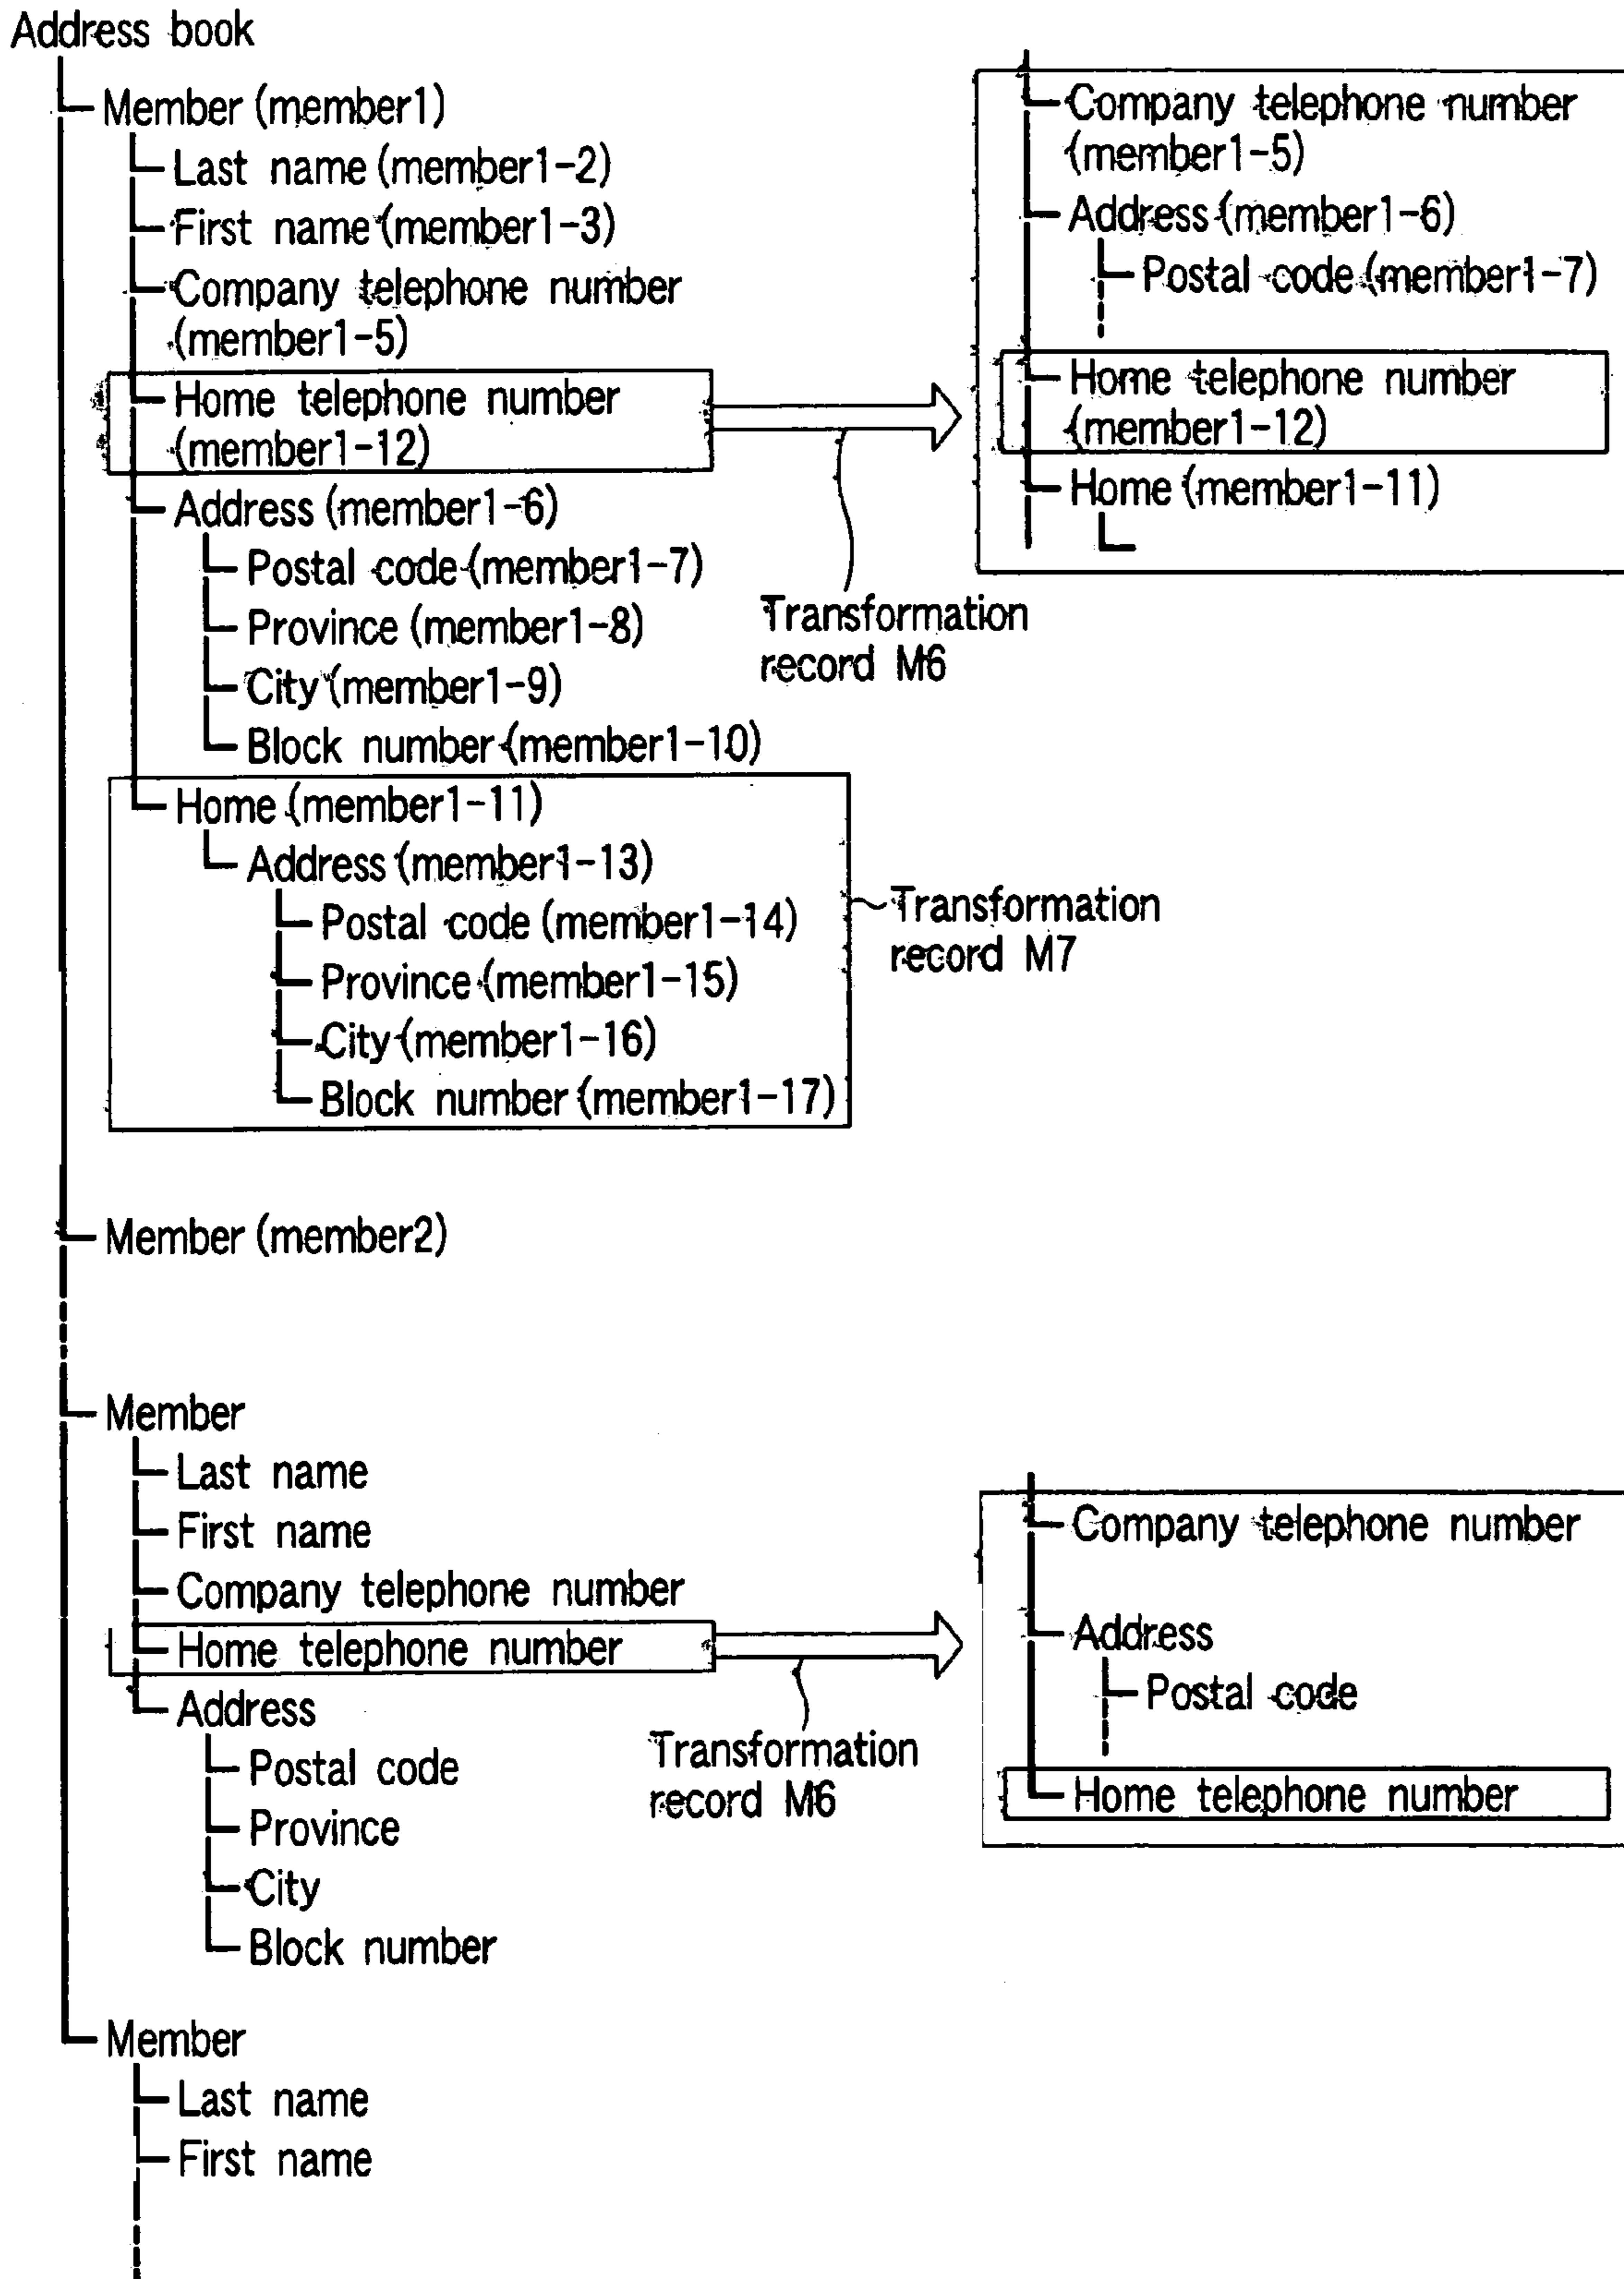 Address book
Member (member1)
Last name (member1-2)
First name (member1-3)
Company telephone number
(member1-5)
Home telephone number
(member1-12)
Address (member1-6)
Postal code (member1-7)
Province (member1-8)
City (member1-9)
Block number (member1-10)
Home (member1-11)
Address (member1-13)
Postal code (member1-14)
Province (member1-15)
City (member1-16)
Block number (member1-17)
Transformation
record M6
Transformation
record M7
Company telephone number
(member1-5)
Address (member1-6)
Postal code (member1-7)
Home telephone number
(member1-12)
Home (member1-11)
Member (member2)
Member
Last name
First name
Company telephone number
Home telephone number
Address
Postal code
Province
City
Block number
Transformation
record M6
Company telephone number
Address
Postal code
Home telephone number
Member
Last name
First name